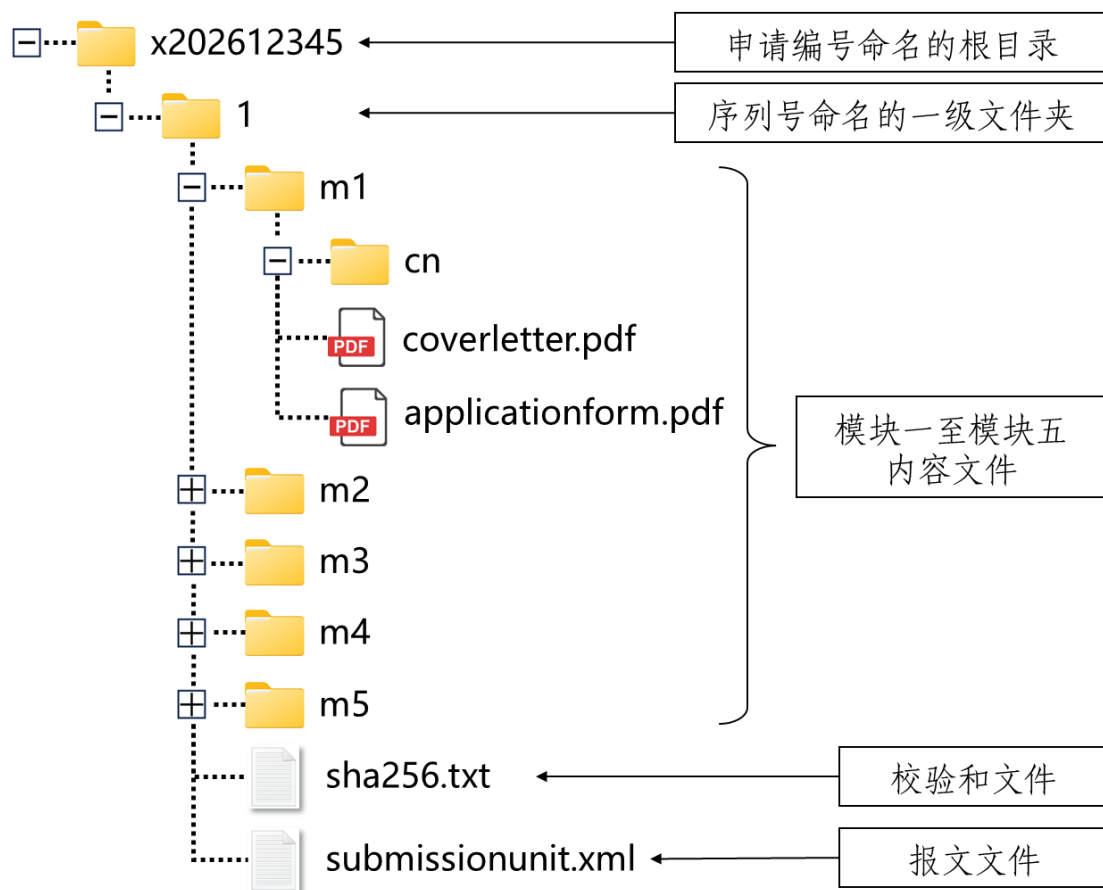 x202612345
申请编号命名的根目录
1
序列号命名的一级文件夹
m1
cn
PDF
coverletter.pdf
PDF
applicationform.pdf
模块一至模块五
内容文件
m2
m3
m4
m5
sha256.txt
校验和文件
submissionunit.xml
报文文件